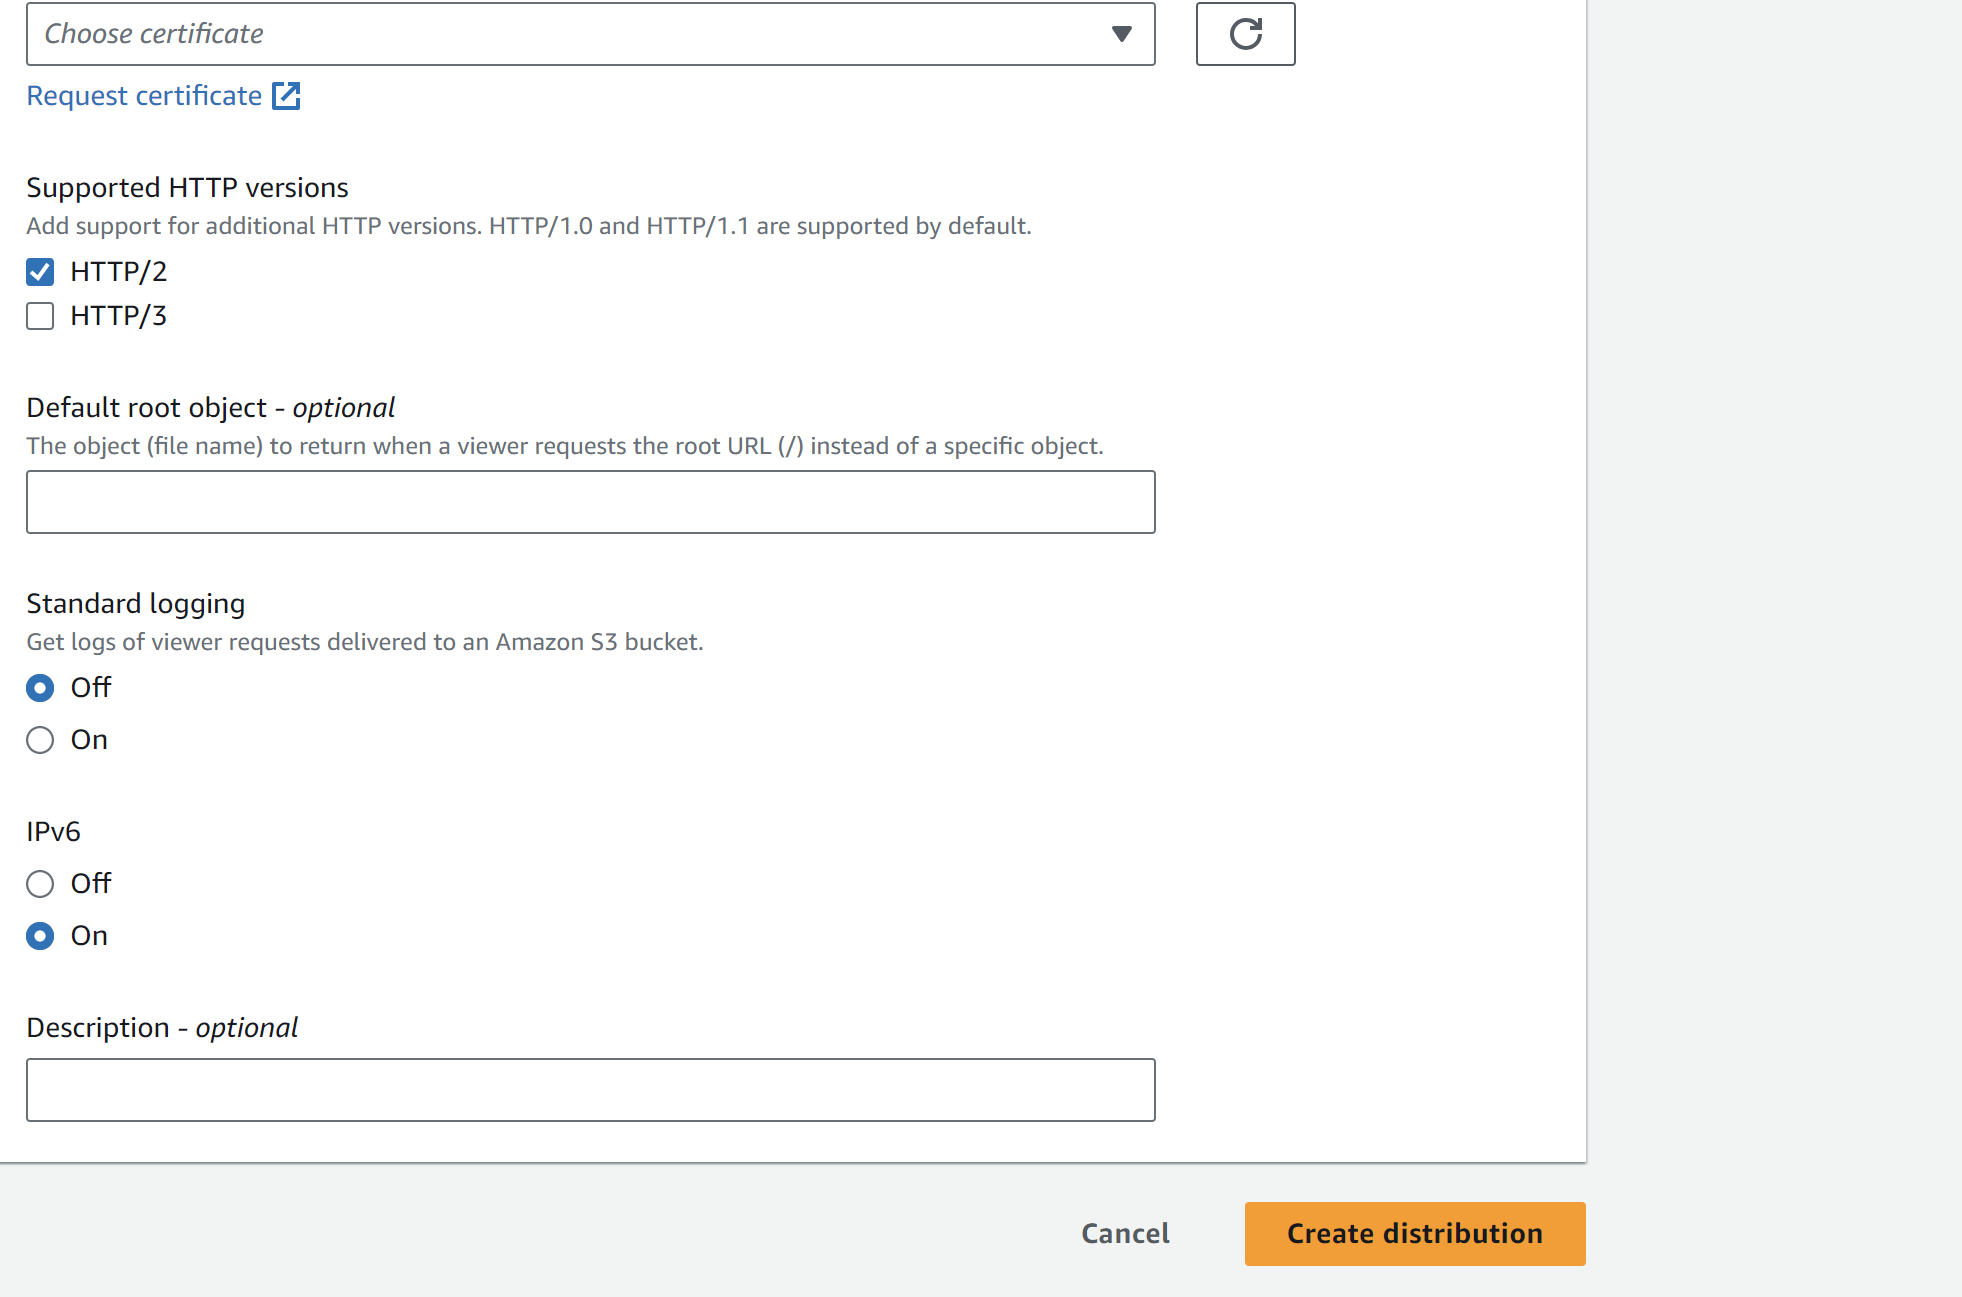 Choose certificate
Request certificate
Supported HTTP versions
Add support for additional HTTP versions. HTTP/1.0 and HTTP/1.1 are supported by default.
HTTP/2
HTTP/3
Default root object - optional
The object (file name) to return when a viewer requests the root URL (/) instead of a specific object.
Standard logging
Get logs of viewer requests delivered to an Amazon S3 bucket.
Off
On
IPv6
Off
On
Description - optional
Cancel
Create distribution